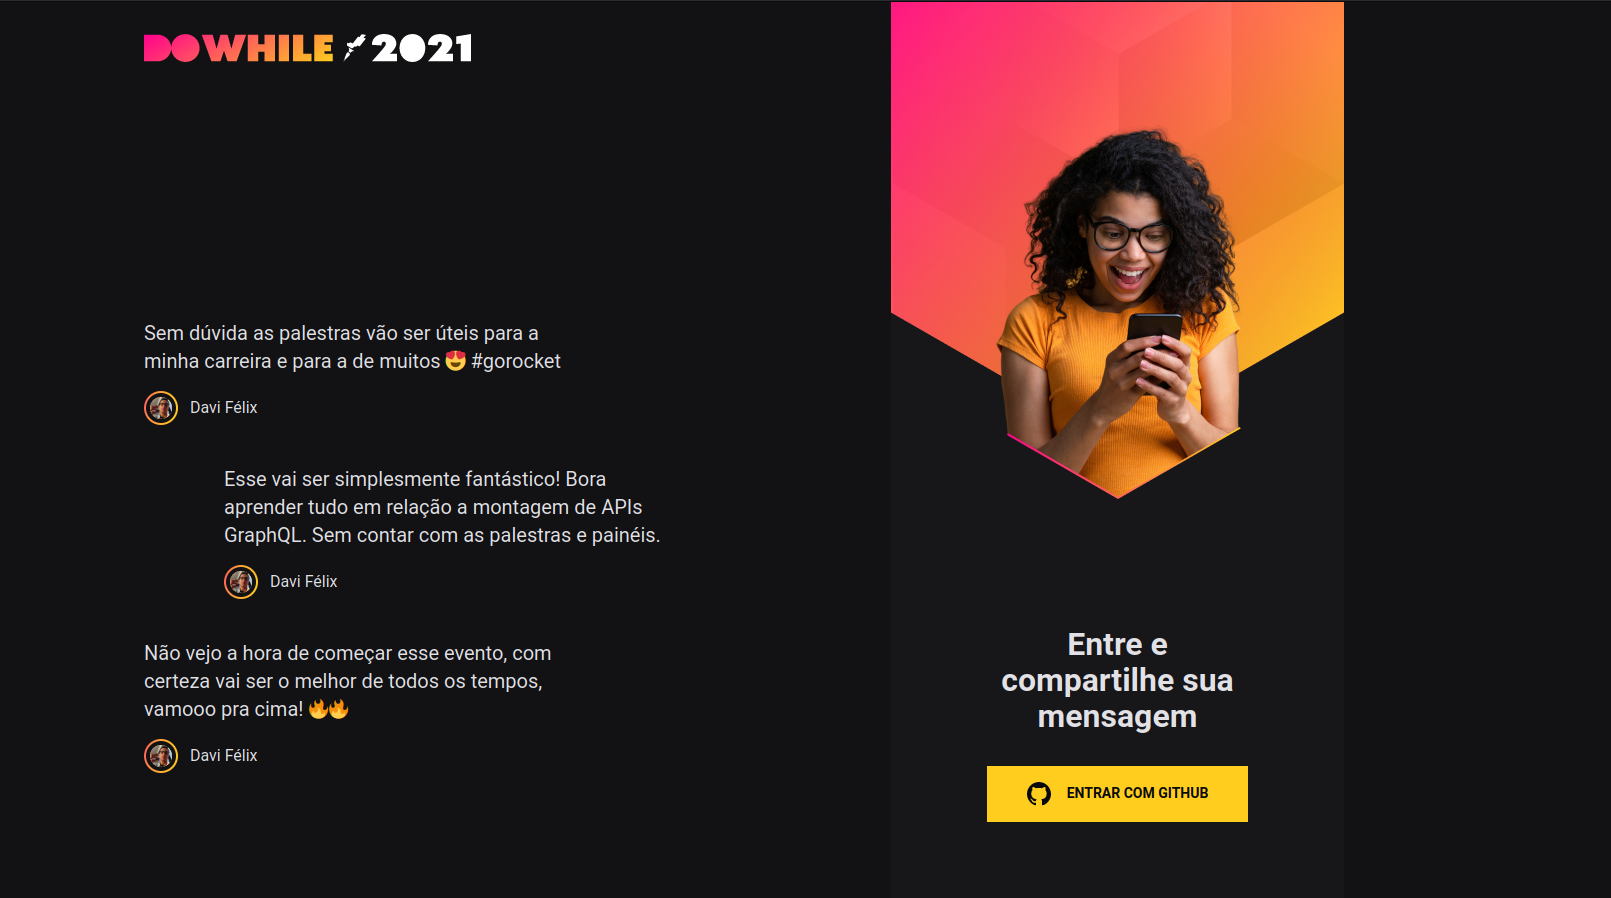 DOWHILE 2021
Sem dúvida as palestras vão ser úteis para a
minha carreira e para a de muitos 😍 #gorocket
Davi Félix
Esse vai ser simplesmente fantástico! Bora
aprender tudo em relação a montagem de APIs
GraphQL. Sem contar com as palestras e painéis.
Davi Félix
Não vejo a hora de começar esse evento, com
certeza vai ser o melhor de todos os tempos,
vamooo pra cima! 🔥🔥
Davi Félix
Entre e
compartilhe sua
mensagem
ENTRAR COM GITHUB